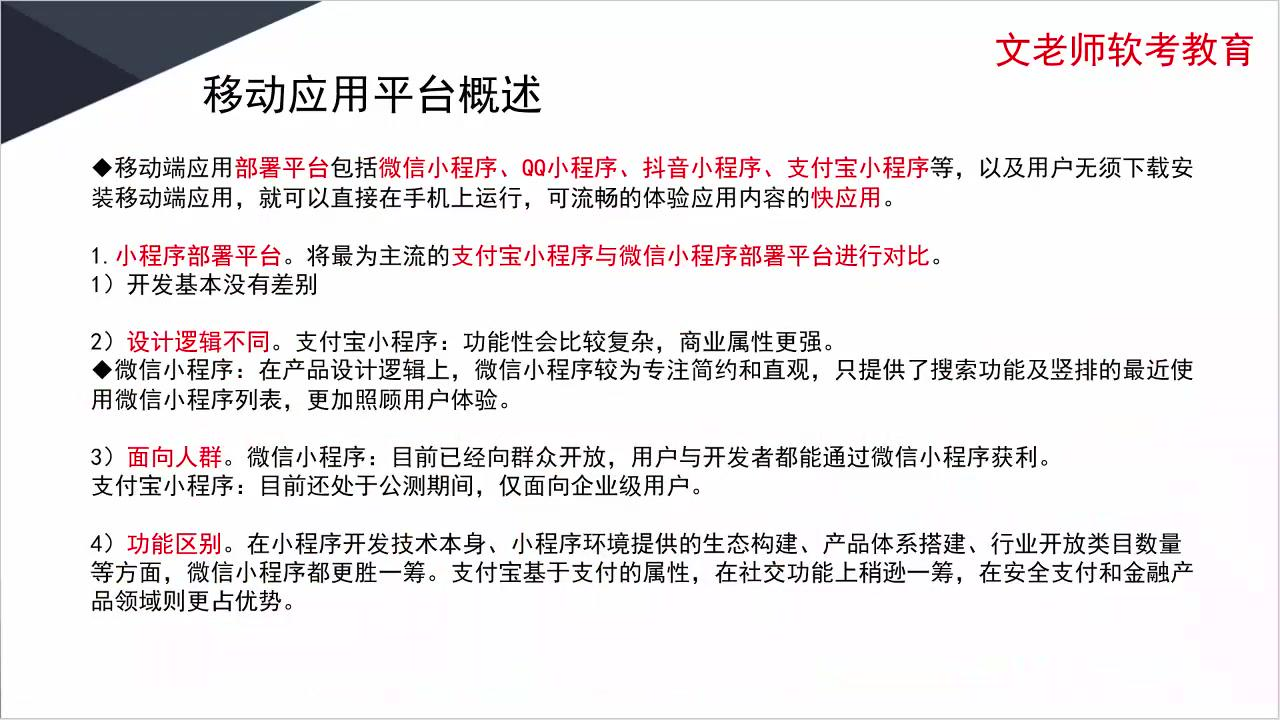 文老师软考教育
移动应用平台概述
◆移动端应用部署平台包括微信小程序、QQ小程序、抖音小程序、支付宝小程序等，以及用户无须下载安
装移动端应用，就可以直接在手机上运行，可流畅的体验应用内容的快应用。
1.小程序部署平台。将最为主流的支付宝小程序与微信小程序部署平台进行对比。
1）开发基本没有差别
2）设计逻辑不同。支付宝小程序：功能性会比较复杂，商业属性更强。
◆微信小程序：在产品设计逻辑上，微信小程序较为专注简约和直观，只提供了搜索功能及竖排的最近使
用微信小程序列表，更加照顾用户体验。
3）面向人群。微信小程序：目前已经向群众开放，用户与开发者都能通过微信小程序获利。
支付宝小程序：目前还处于公测期间，仅面向企业级用户。
4）功能区别。在小程序开发技术本身、小程序环境提供的生态构建、产品体系搭建、行业开放类目数量
等方面，微信小程序都更胜一筹。支付宝基于支付的属性，在社交功能上稍逊一筹，在安全支付和金融产
品领域则更占优势。